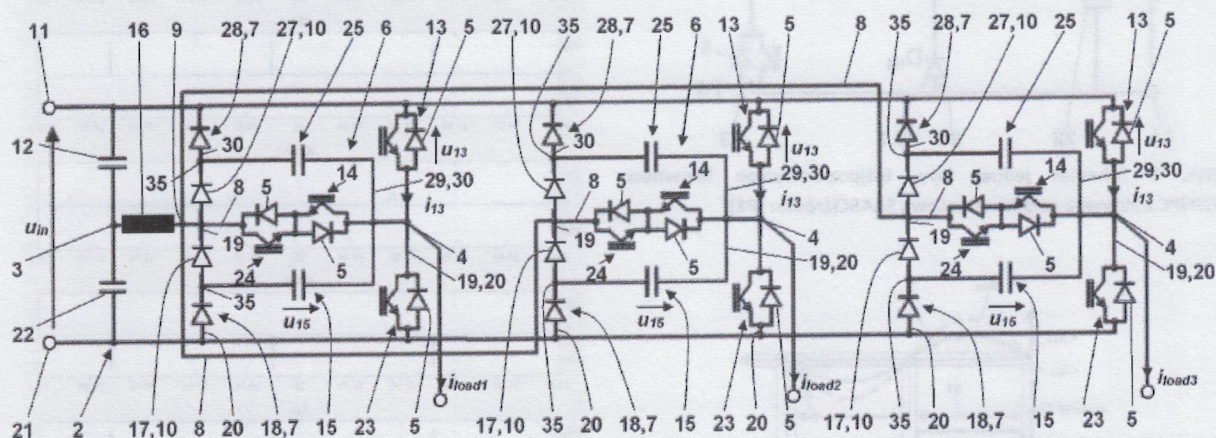 11 16 9 28,7 27,10 25 6 13 5 27,10 35 28,7 25 6 13 5 8 35 28,7 27,10 25 13 5
12 30 u13 30 u13 30 u13
35 14 14 14
8 5 29,30 8 5 29,30 8 5 29,30
uin i13 i13 i13
3 19 4 19 4 19 4
24 5 19,20 24 5 19,20 24 5 19,20
22 35 u15 u15 u15
iload1 iload2 iload3
21 2 17,10 8 20 18,7 15 23 5 17,10 35 20 18,7 15 23 20 5 17,10 35 20 18,7 15 23 5